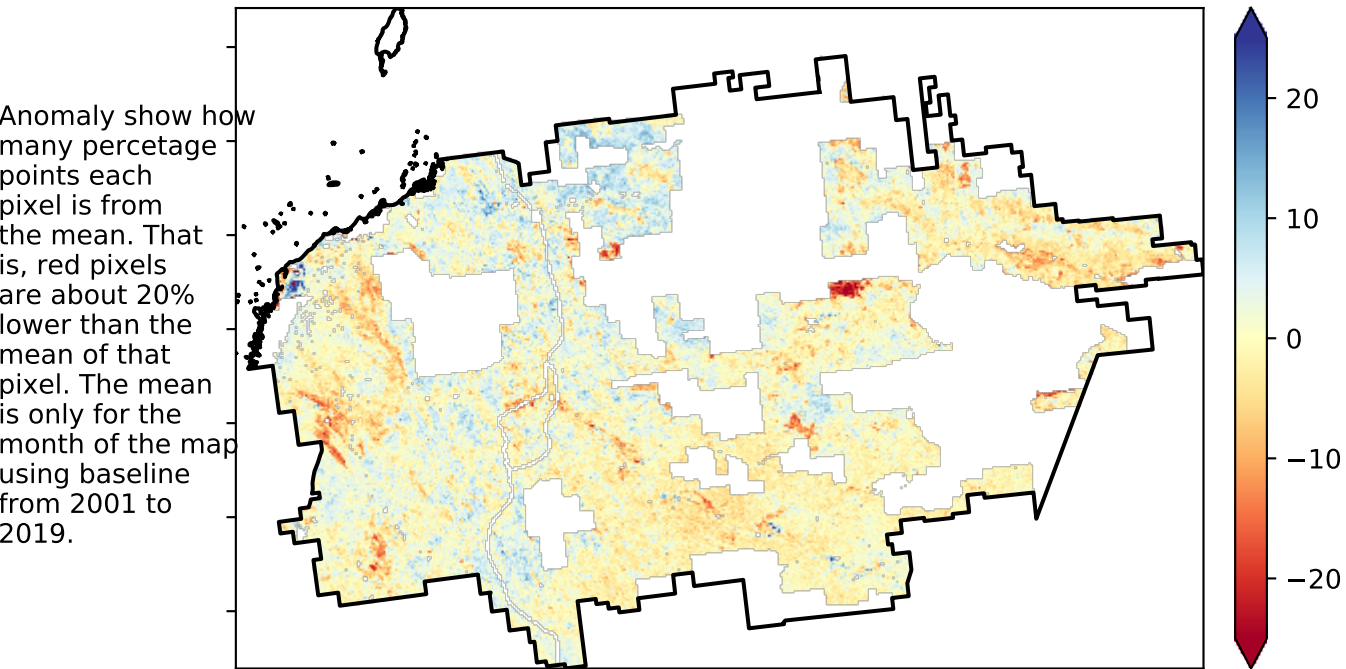 Anomaly show how
many percetage
points each
pixel is from
the mean. That
is, red pixels
are about 20%
lower than the
mean of that
pixel. The mean
is only for the
month of the map
using baseline
from 2001 to
2019.
20
10
0
−10
−20